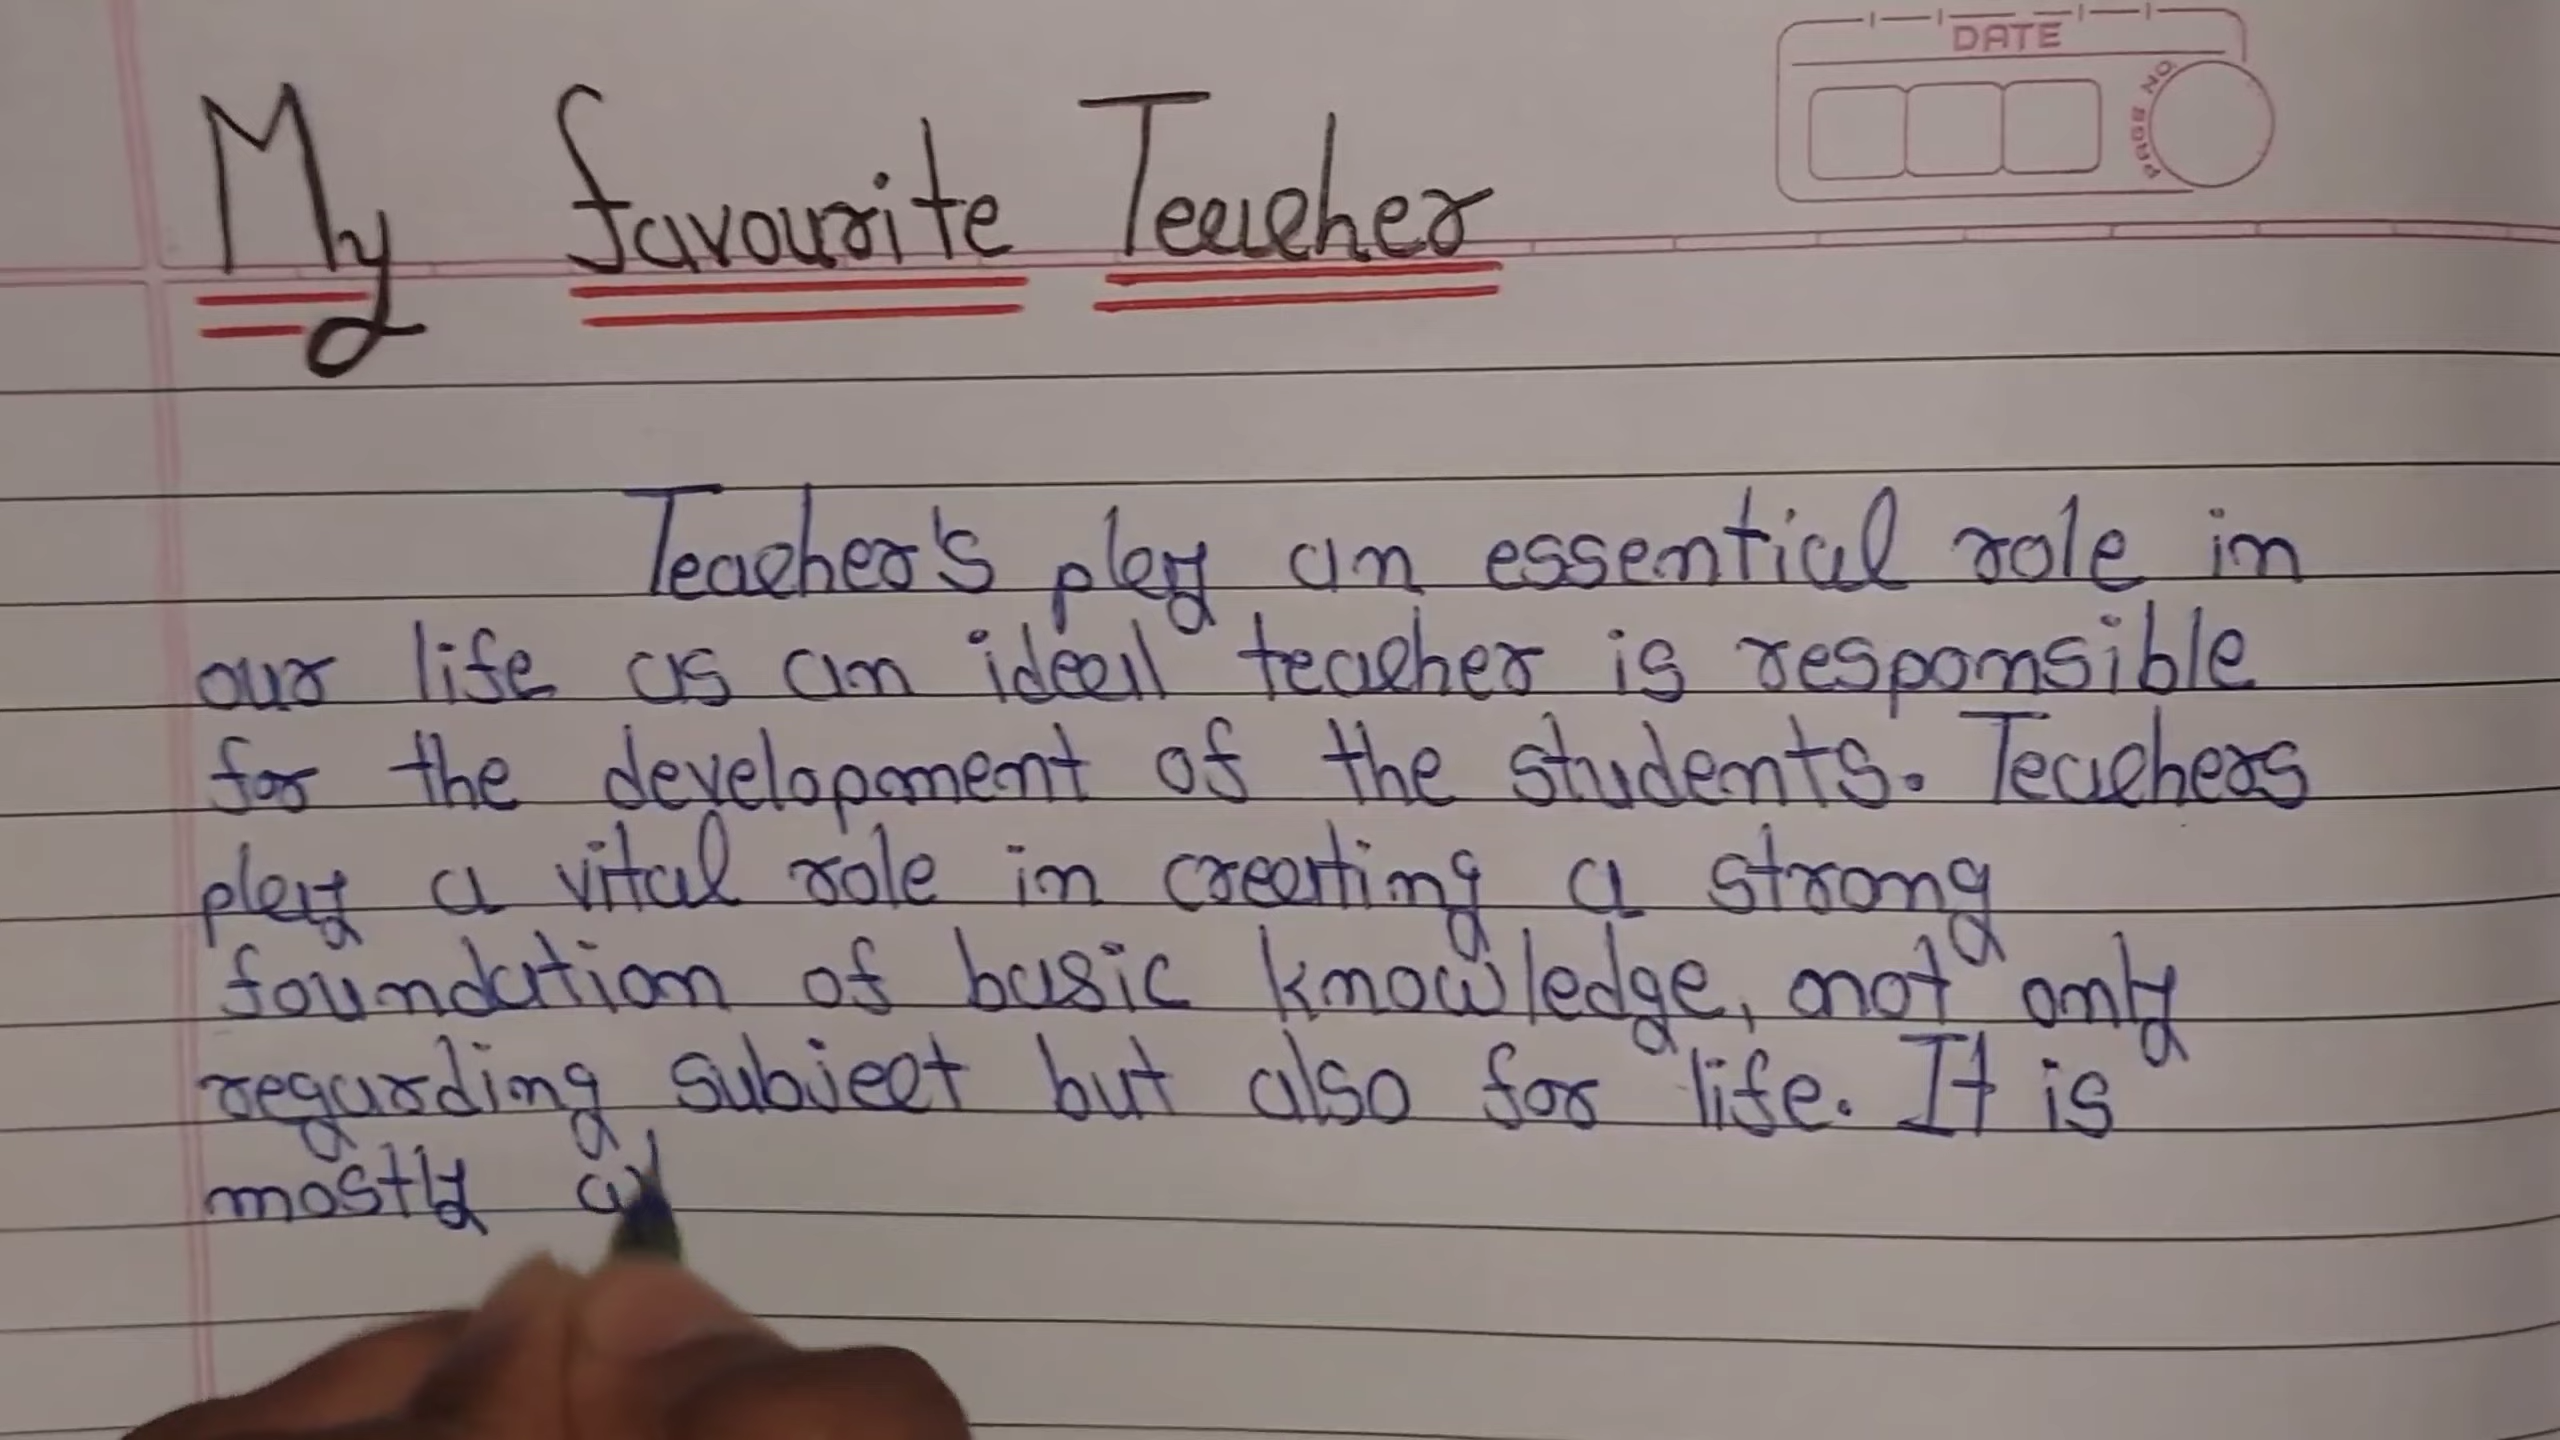 DATE
PAGE NO.
My favourite Teacher
Teacher's play an essential role in
our life as an ideal teacher is responsible
for the development of the students. Teachers
play a vital role in creating a strong
foundation of basic knowledge, not only
regarding subject but also for life. It is
mostly